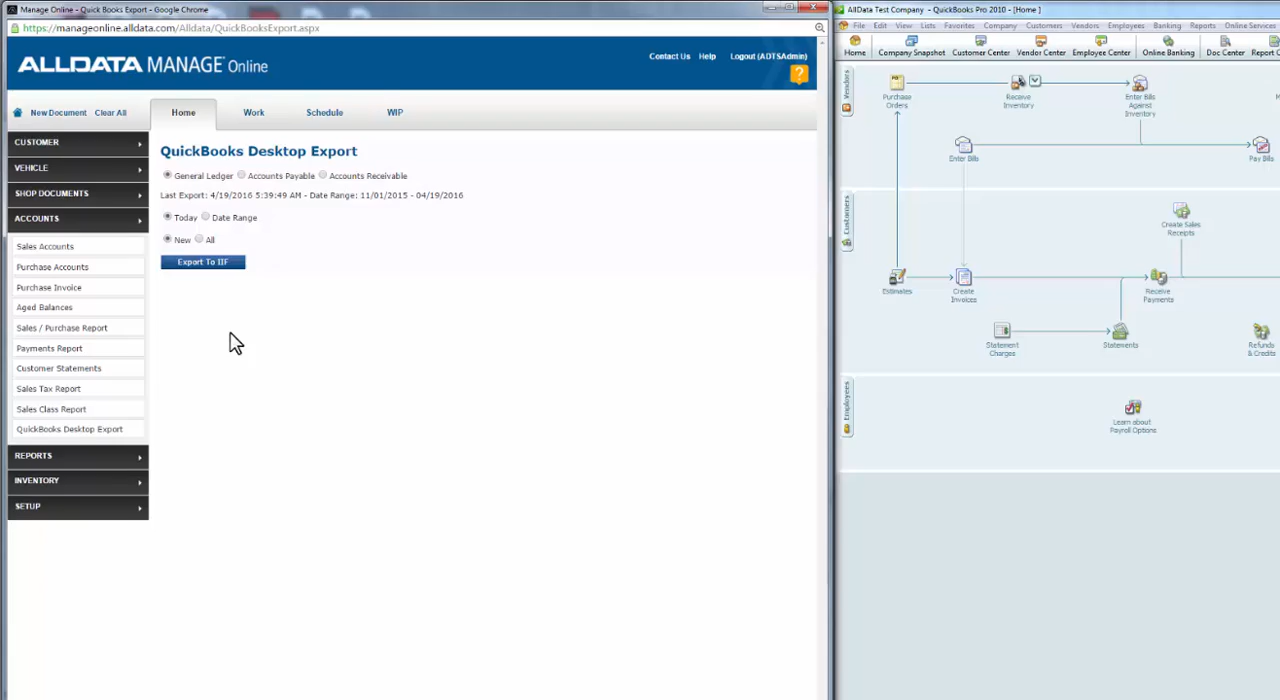 Manage Online - Quick Books Export - Google Chrome
https://manageonline.alldata.com/Alldata/QuickBooksExport.aspx
ALLDATA MANAGE Online
Contact Us Help Logout (ADTSAdmin)
?
New Document Clear All
Home Work Schedule WIP
CUSTOMER
VEHICLE
SHOP DOCUMENTS
ACCOUNTS
Sales Accounts
Purchase Accounts
Purchase Invoice
Aged Balances
Sales / Purchase Report
Payments Report
Customer Statements
Sales Tax Report
Sales Class Report
QuickBooks Desktop Export
REPORTS
INVENTORY
SETUP
QuickBooks Desktop Export
General Ledger Accounts Payable Accounts Receivable
Last Export: 4/19/2016 5:39:49 AM - Date Range: 11/01/2015 - 04/19/2016
Today Date Range
New All
Export To IIF
AllData Test Company - QuickBooks Pro 2010 - [Home ]
File Edit View Lists Favorites Company Customers Vendors Employees Banking Reports Online Services
Home Company Snapshot Customer Center Vendor Center Employee Center Online Banking Doc Center Report C
Vendors
Purchase
Orders
Receive
Inventory
Enter Bills
Against
Inventory
Enter Bills
Pay Bills
Customers
Create Sales
Receipts
Estimates
Create
Invoices
Receive
Payments
Statement
Charges
Statements
Refunds
& Credits
Employees
Learn about
Payroll Options